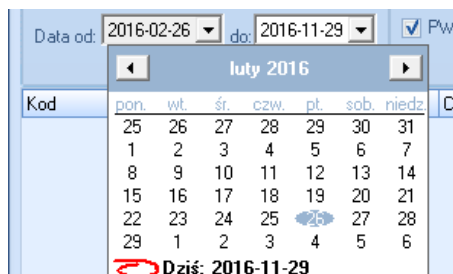 Data od: 2016-02-26 do: 2016-11-29 PW
luty 2016
Kod
pon. wt. śr. czw. pt. sob. niedz.
25 26 27 28 29 30 31
1 2 3 4 5 6 7
8 9 10 11 12 13 14
15 16 17 18 19 20 21
22 23 24 25 26 27 28
29 1 2 3 4 5 6
Dziś: 2016-11-29